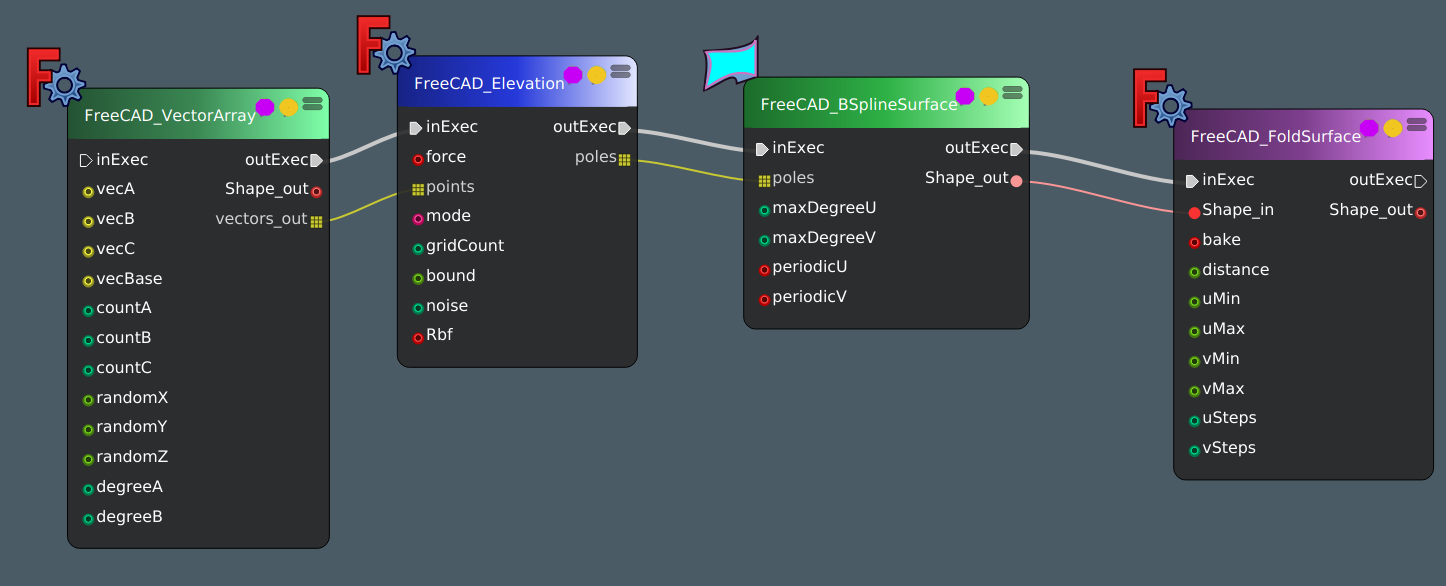 FreeCAD_VectorArray
inExec outExec
vecA Shape_out
vecB vectors_out
vecC
vecBase
countA
countB
countC
randomX
randomY
randomZ
degreeA
degreeB
FreeCAD_Elevation
inExec outExec
force poles
points
mode
gridCount
bound
noise
Rbf
FreeCAD_BSplineSurface
inExec outExec
poles Shape_out
maxDegreeU
maxDegreeV
periodicU
periodicV
FreeCAD_FoldSurface
inExec outExec
Shape_in Shape_out
bake
distance
uMin
uMax
vMin
vMax
uSteps
vSteps